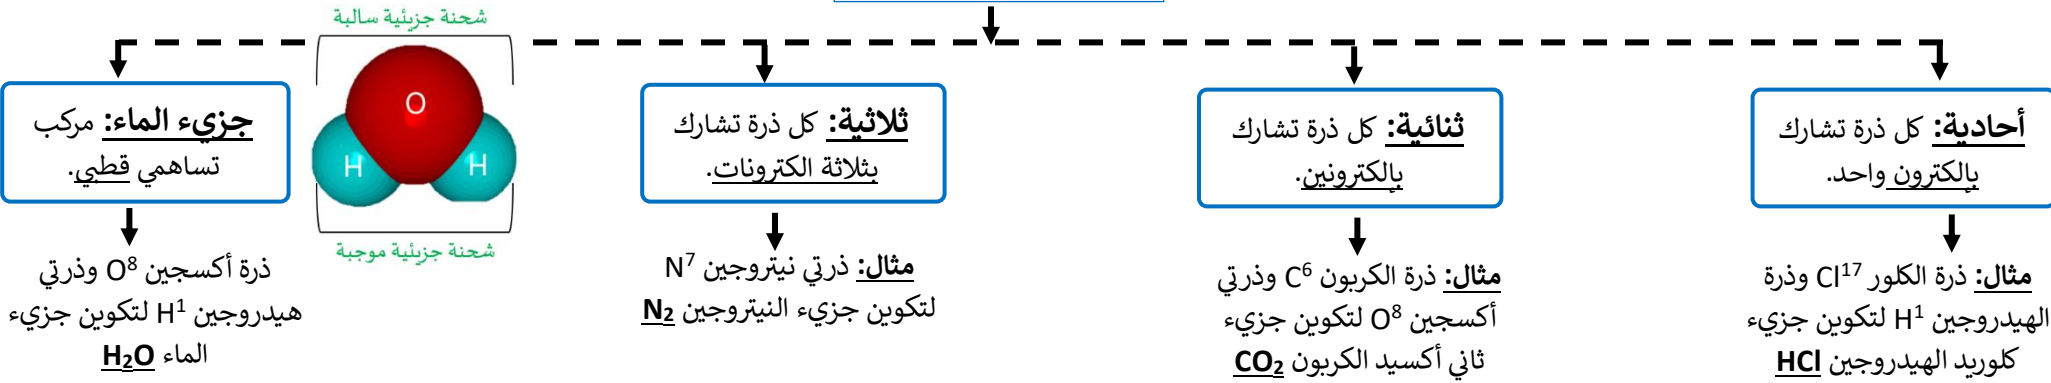 أحادية: كل ذرة تشارك
بإلكترون واحد.
مثال: ذرة الكلور Cl¹⁷ وذرة
الهيدروجين H¹ لتكوين جزيء
كلوريد الهيدروجين HCl
ثنائية: كل ذرة تشارك
بإلكترونين.
مثال: ذرة الكربون C⁶ وذرتي
أكسجين O⁸ لتكوين جزيء
ثاني أكسيد الكربون CO₂
ثلاثية: كل ذرة تشارك
بثلاثة الكترونات.
مثال: ذرتي نيتروجين N⁷
لتكوين جزيء النيتروجين N₂
شحنة جزيئية سالبة
O
H H
شحنة جزيئية موجبة
جزيء الماء: مركب
تساهمي قطبي.
ذرة أكسجين O⁸ وذرتي
هيدروجين H¹ لتكوين جزيء
الماء H₂O